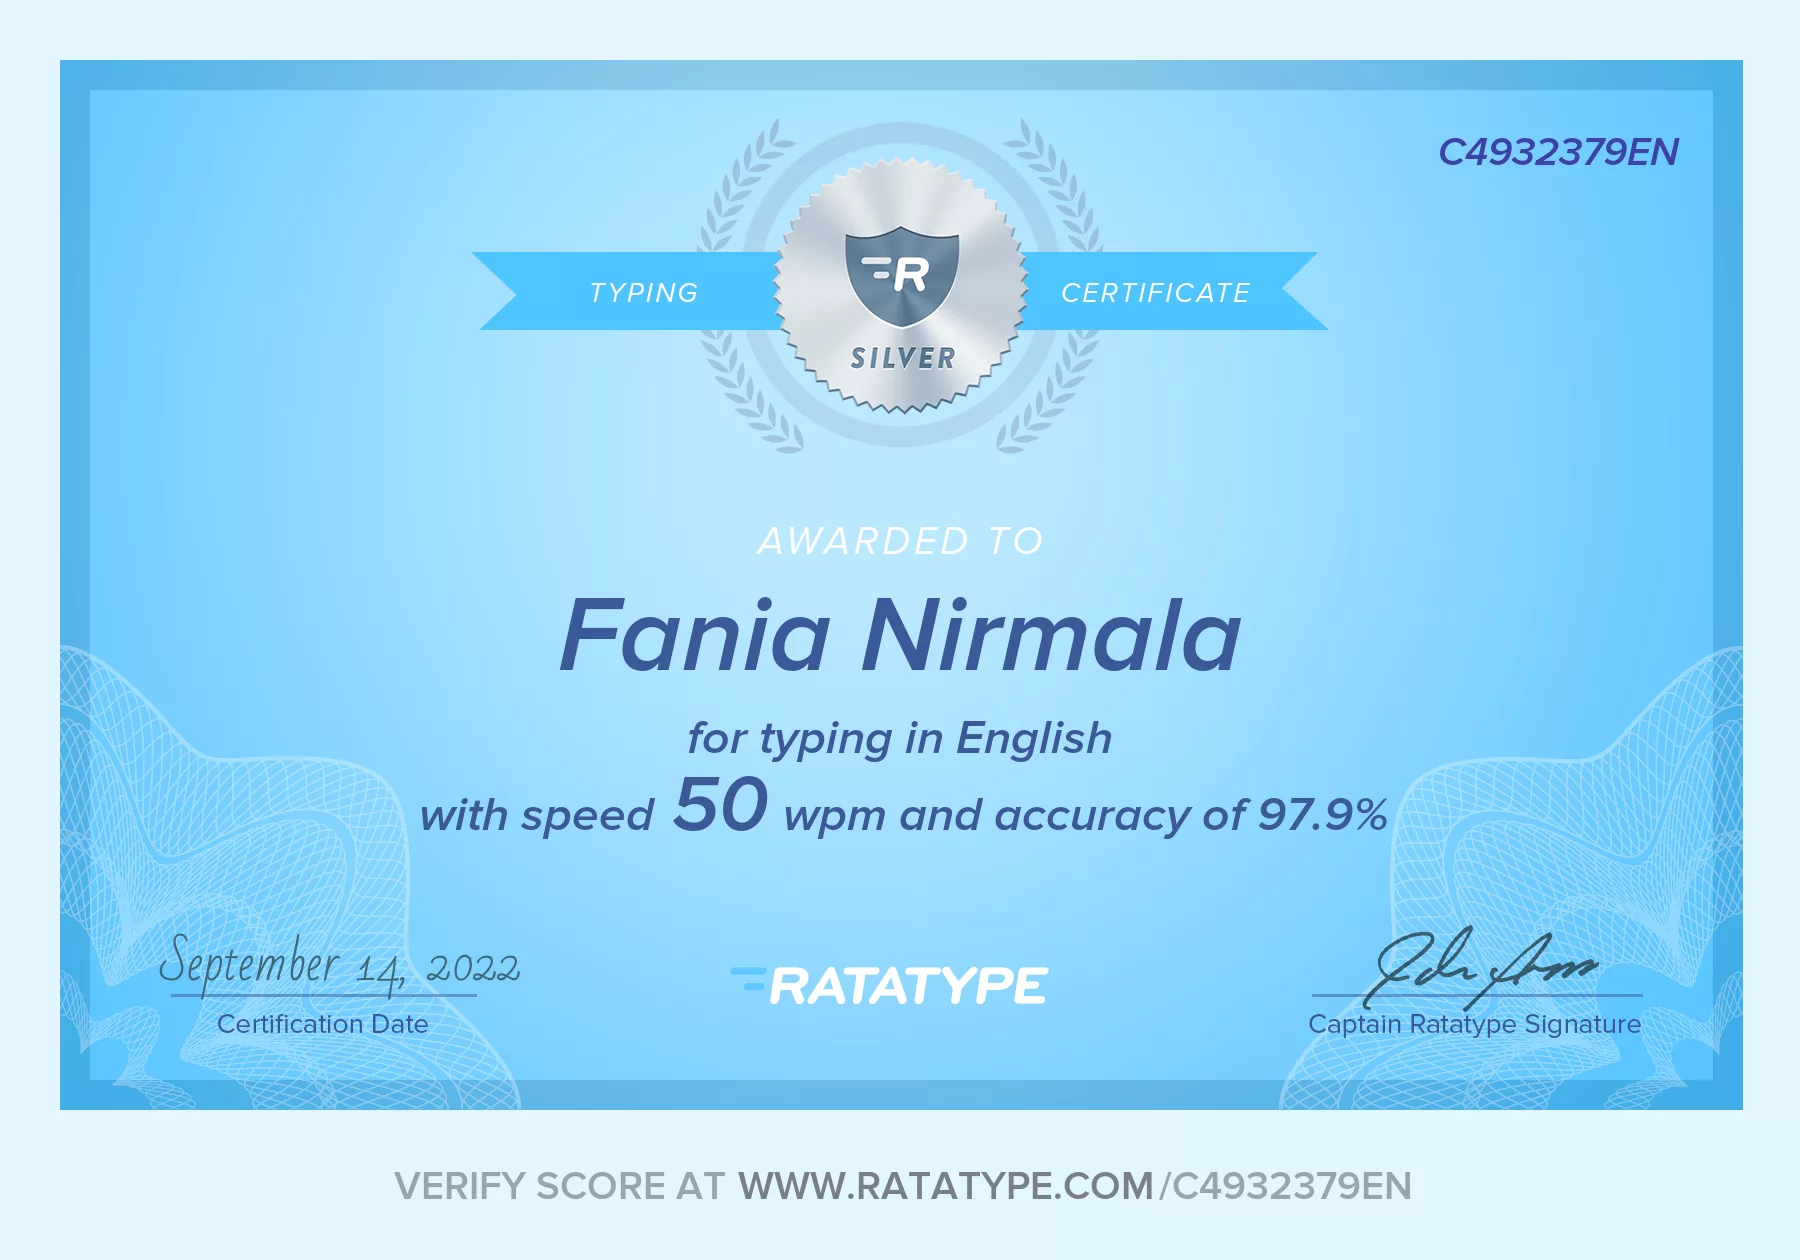 C4932379EN
TYPING
CERTIFICATE
R
SILVER
AWARDED TO
Fania Nirmala
for typing in English
with speed 50 wpm and accuracy of 97.9%
September 14, 2022
Certification Date
RATATYPE
Captain Ratatype Signature
VERIFY SCORE AT WWW.RATATYPE.COM/C4932379EN